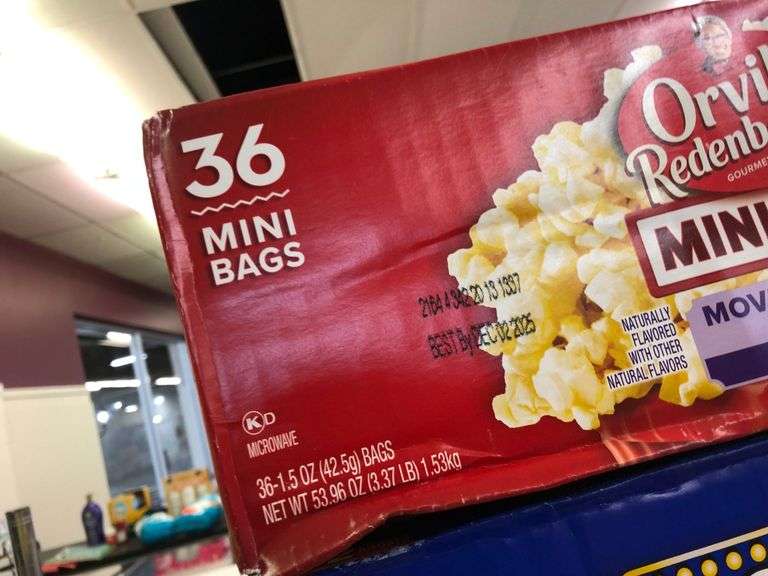 36
MINI
BAGS
Orvil
Redenb
GOURME
MINI
MOV
NATURALLY
FLAVORED
WITH OTHER
NATURAL FLAVORS
2164 4 342 20 13 1337
BEST By DEC 02 2025
KD
MICROWAVE
36-1.5 OZ (42.5g) BAGS
NET WT 53.96 OZ (3.37 LB) 1.53kg